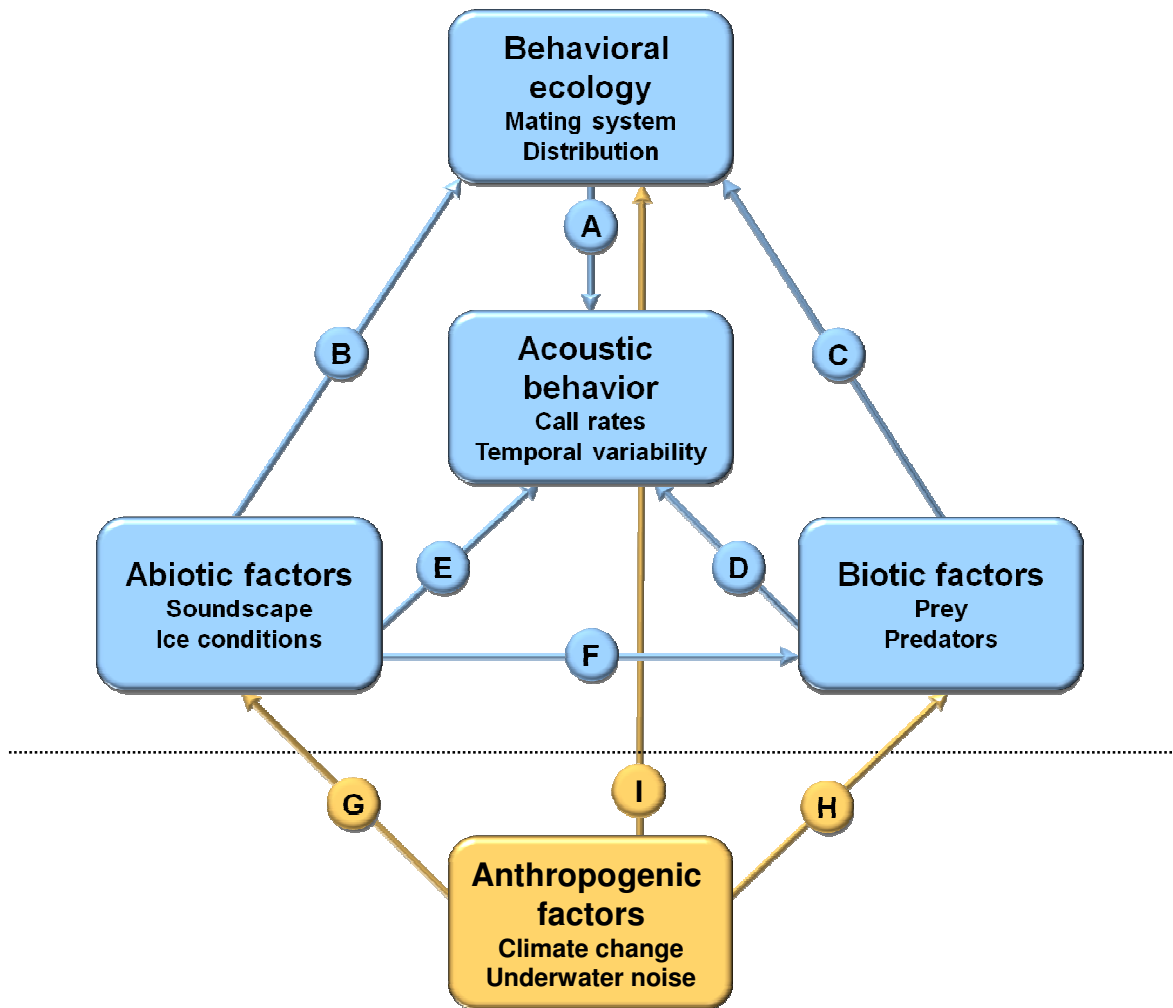 Behavioral
ecology
Mating system
Distribution
A
B
C
Acoustic
behavior
Call rates
Temporal variability
Abiotic factors
Soundscape
Ice conditions
E
D
Biotic factors
Prey
Predators
F
G
I
H
Anthropogenic
factors
Climate change
Underwater noise